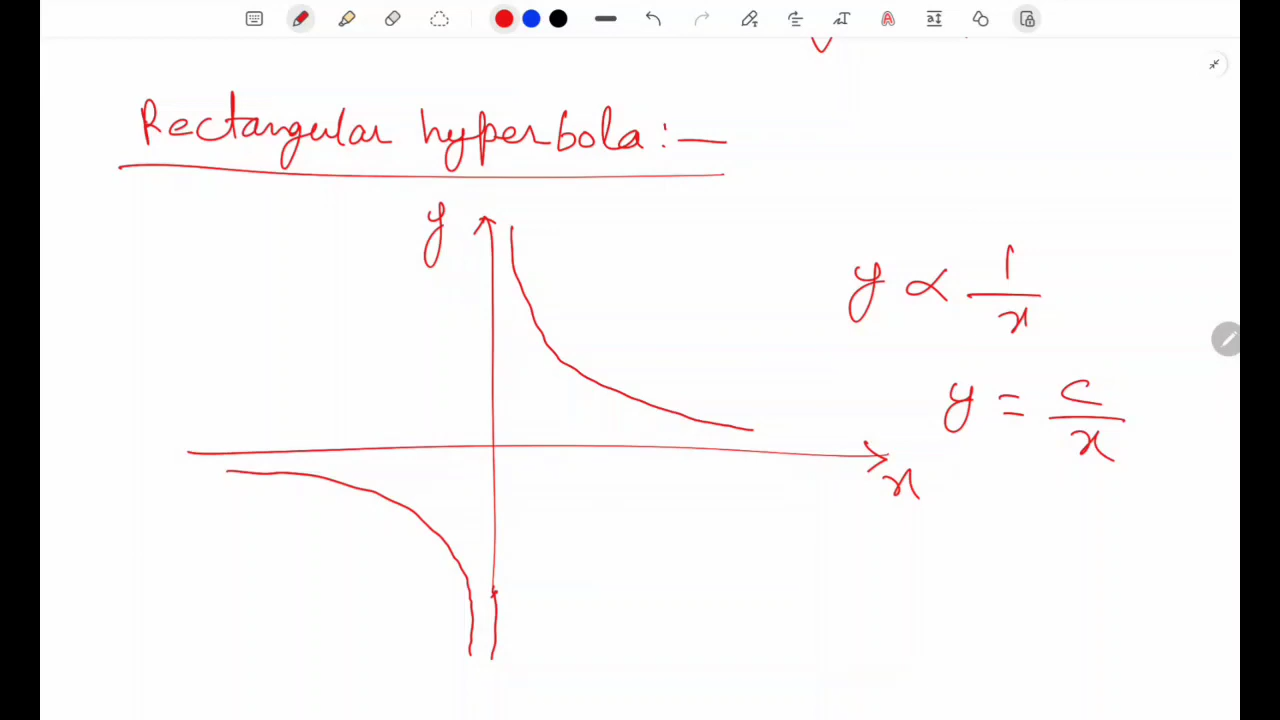 Rectangular hyperbola:—
y
x
y ∝ 1/x
y = c/x